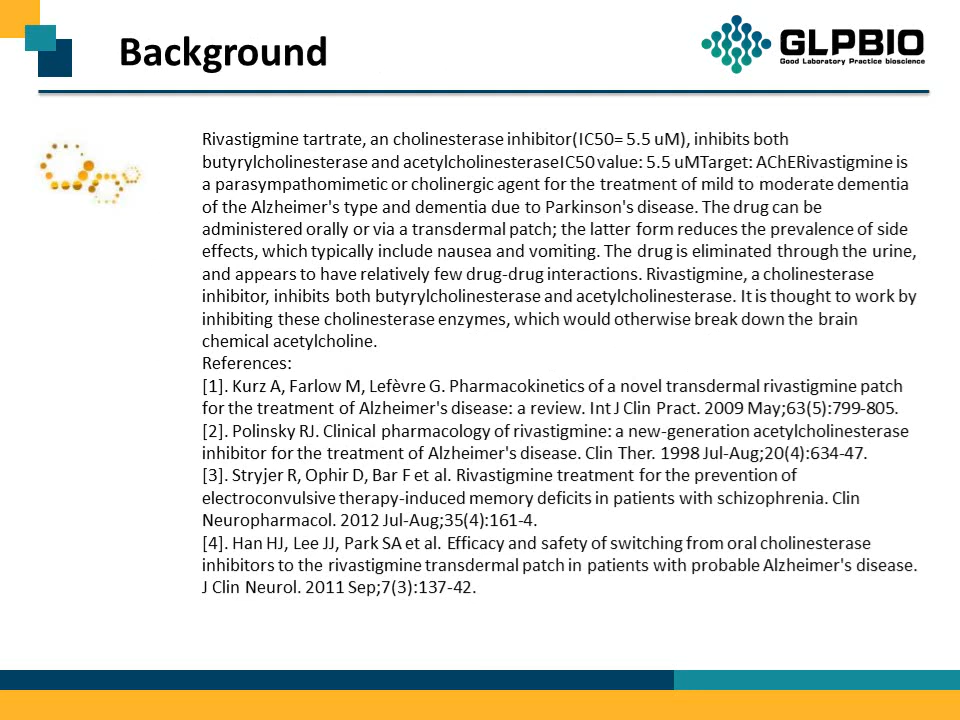 Background
GLPBIO
Good Laboratory Practice bioscience
Rivastigmine tartrate, an cholinesterase inhibitor(IC50= 5.5 uM), inhibits both
butyrylcholinesterase and acetylcholinesteraseIC50 value: 5.5 uMTarget: AChERivastigmine is
a parasympathomimetic or cholinergic agent for the treatment of mild to moderate dementia
of the Alzheimer's type and dementia due to Parkinson's disease. The drug can be
administered orally or via a transdermal patch; the latter form reduces the prevalence of side
effects, which typically include nausea and vomiting. The drug is eliminated through the urine,
and appears to have relatively few drug-drug interactions. Rivastigmine, a cholinesterase
inhibitor, inhibits both butyrylcholinesterase and acetylcholinesterase. It is thought to work by
inhibiting these cholinesterase enzymes, which would otherwise break down the brain
chemical acetylcholine.
References:
[1]. Kurz A, Farlow M, Lefèvre G. Pharmacokinetics of a novel transdermal rivastigmine patch
for the treatment of Alzheimer's disease: a review. Int J Clin Pract. 2009 May;63(5):799-805.
[2]. Polinsky RJ. Clinical pharmacology of rivastigmine: a new-generation acetylcholinesterase
inhibitor for the treatment of Alzheimer's disease. Clin Ther. 1998 Jul-Aug;20(4):634-47.
[3]. Stryjer R, Ophir D, Bar F et al. Rivastigmine treatment for the prevention of
electroconvulsive therapy-induced memory deficits in patients with schizophrenia. Clin
Neuropharmacol. 2012 Jul-Aug;35(4):161-4.
[4]. Han HJ, Lee JJ, Park SA et al. Efficacy and safety of switching from oral cholinesterase
inhibitors to the rivastigmine transdermal patch in patients with probable Alzheimer's disease.
J Clin Neurol. 2011 Sep;7(3):137-42.